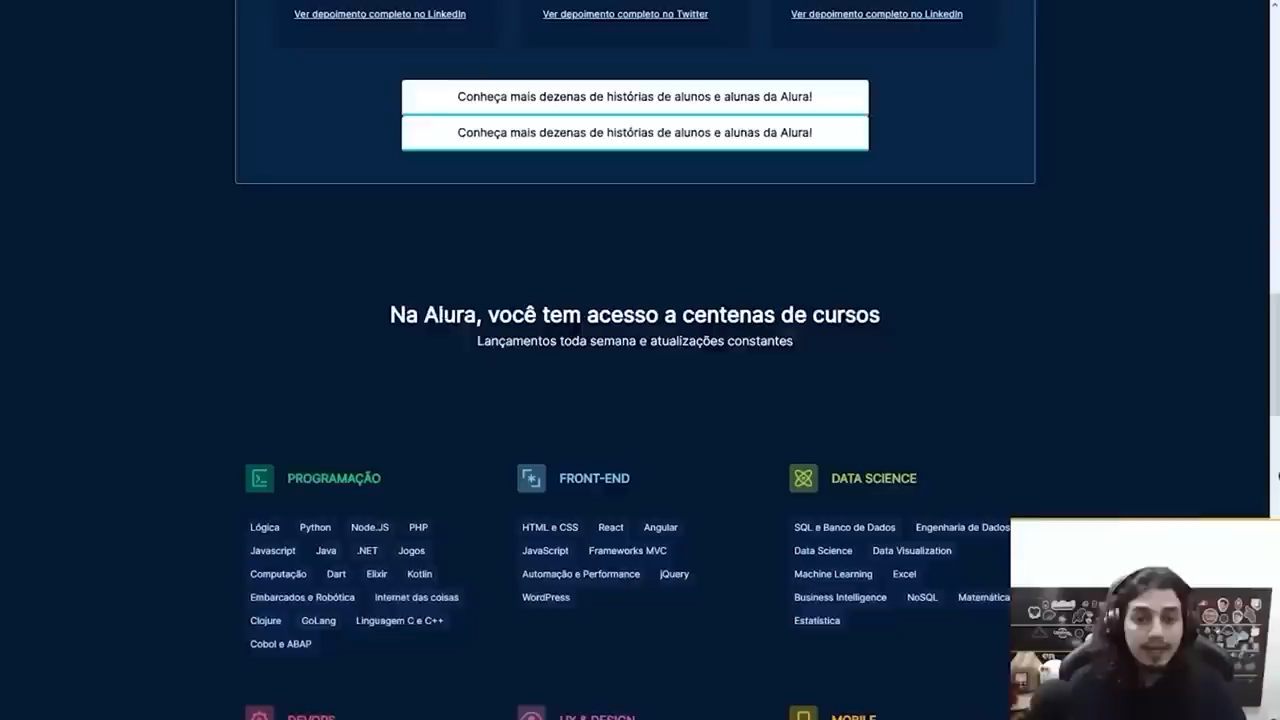 Ver depoimento completo no LinkedIn
Ver depoimento completo no Twitter
Ver depoimento completo no LinkedIn
Conheça mais dezenas de histórias de alunos e alunas da Alura!
Conheça mais dezenas de histórias de alunos e alunas da Alura!
Na Alura, você tem acesso a centenas de cursos
Lançamentos toda semana e atualizações constantes
PROGRAMAÇÃO
Lógica Python Node.JS PHP
Javascript Java .NET Jogos
Computação Dart Elixir Kotlin
Embarcados e Robótica Internet das coisas
Clojure GoLang Linguagem C e C++
Cobol e ABAP
FRONT-END
HTML e CSS React Angular
JavaScript Frameworks MVC
Automação e Performance jQuery
WordPress
DATA SCIENCE
SQL e Banco de Dados Engenharia de Dados
Data Science Data Visualization
Machine Learning Excel
Business Intelligence NoSQL Matemática
Estatística
DEVOPS
UX & DESIGN
MOBILE